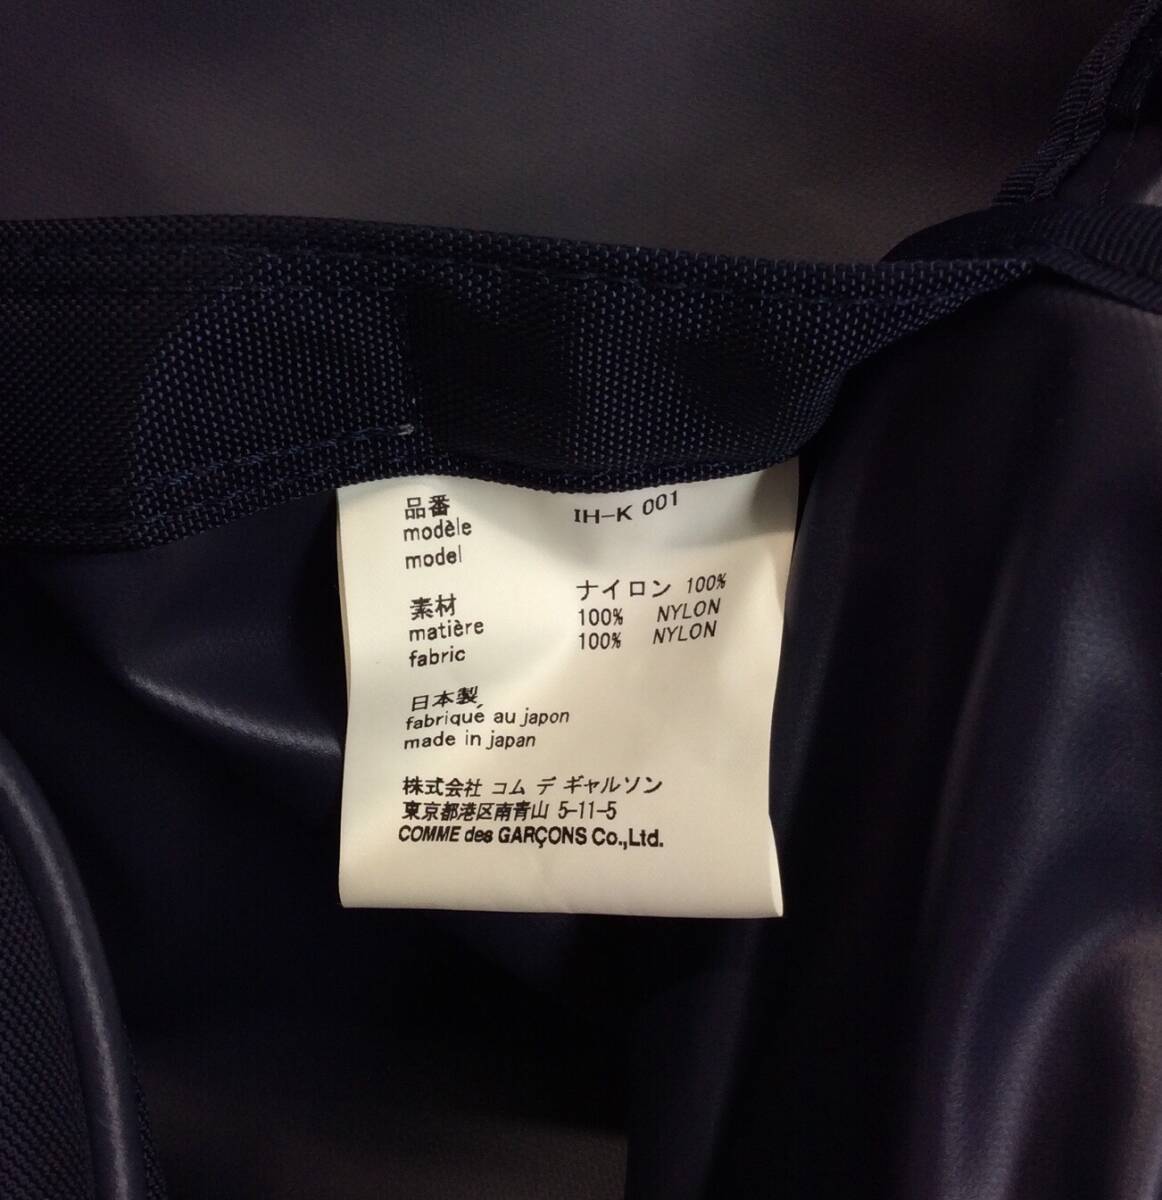 品番
modèle
model
IH-K 001
素材
matière
fabric
ナイロン 100%
100% NYLON
100% NYLON
日本製
fabriqué au japon
made in japan
株式会社 コム デ ギャルソン
東京都港区南青山 5-11-5
COMME des GARÇONS Co.,Ltd.